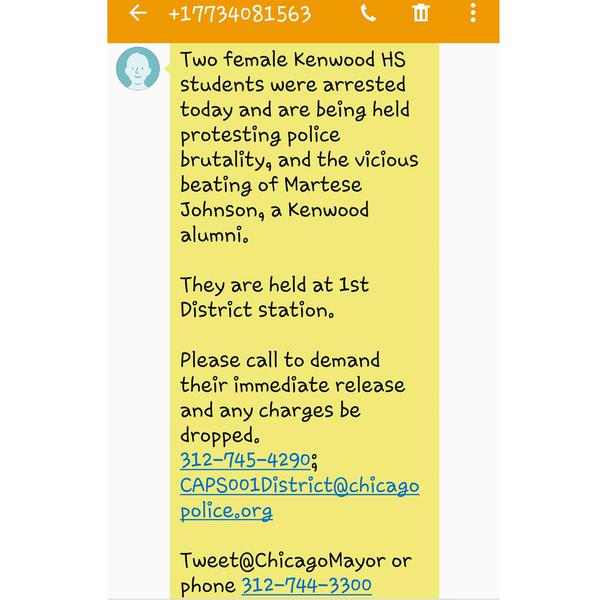 +17734081563
Two female Kenwood HS
students were arrested
today and are being held
protesting police
brutality, and the vicious
beating of Martese
Johnson, a Kenwood
alumni.
They are held at 1st
District station.
Please call to demand
their immediate release
and any charges be
dropped.
312-745-4290;
CAPS001District@chicago
police.org
Tweet@ChicagoMayor or
phone 312-744-3300